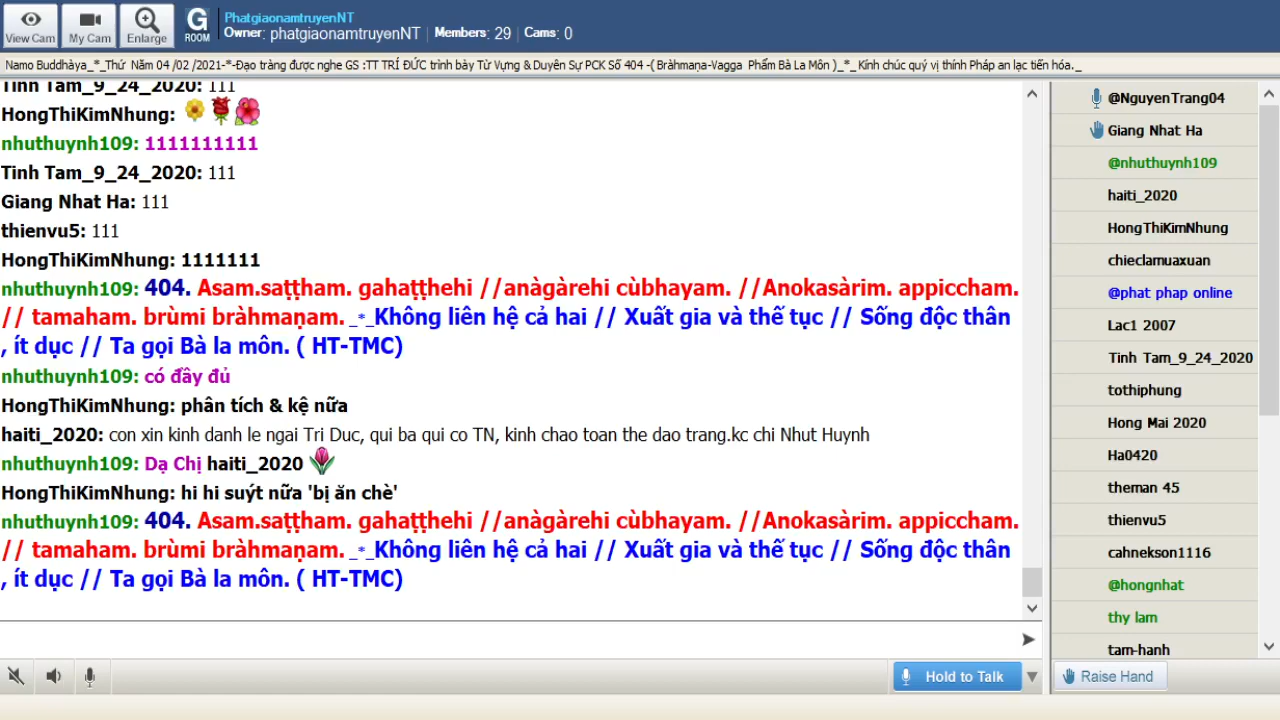 View Cam
My Cam
Enlarge
G
ROOM
PhatgiaonamtruyenNT
Owner: phatgiaonamtruyenNT | Members: 29 | Cams: 0
Namo Buddhàya_*_Thứ Năm 04 /02 /2021-*-Đạo tràng được nghe GS :TT TRÍ ĐỨC trình bày Từ Vựng & Duyên Sự PCK Số 404 -( Bràhmaṇa-Vagga Phẩm Bà La Môn )_*_ Kính chúc quý vị thính Pháp an lạc tiến hóa._
Tinh Tam_9_24_2020: 111
HongThiKimNhung:
nhuthuynh109: 1111111111
Tinh Tam_9_24_2020: 111
Giang Nhat Ha: 111
thienvu5: 111
HongThiKimNhung: 1111111
nhuthuynh109: 404. Asam.saṭṭham. gahaṭṭhehi //anàgàrehi cùbhayam. //Anokasàrim. appiccham.
// tamaham. brùmi bràhmaṇam. _*_Không liên hệ cả hai // Xuất gia và thế tục // Sống độc thân
, ít dục // Ta gọi Bà la môn. ( HT-TMC)
nhuthuynh109: có đầy đủ
HongThiKimNhung: phân tích & kệ nữa
haiti_2020: con xin kinh danh le ngai Tri Duc, qui ba qui co TN, kinh chao toan the dao trang.kc chi Nhut Huynh
nhuthuynh109: Dạ Chị haiti_2020
HongThiKimNhung: hi hi suýt nữa 'bị ăn chè'
nhuthuynh109: 404. Asam.saṭṭham. gahaṭṭhehi //anàgàrehi cùbhayam. //Anokasàrim. appiccham.
// tamaham. brùmi bràhmaṇam. _*_Không liên hệ cả hai // Xuất gia và thế tục // Sống độc thân
, ít dục // Ta gọi Bà la môn. ( HT-TMC)
@NguyenTrang04
Giang Nhat Ha
@nhuthuynh109
haiti_2020
HongThiKimNhung
chieclamuaxuan
@phat phap online
Lac1 2007
Tinh Tam_9_24_2020
tothiphung
Hong Mai 2020
Ha0420
theman 45
thienvu5
cahnekson1116
@hongnhat
thy lam
tam-hanh
Hold to Talk
Raise Hand